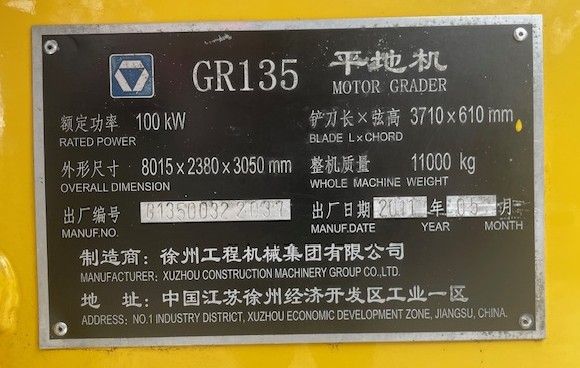 GR135 平地机
MOTOR GRADER
额定功率 100 kW 铲刀长×弦高 3710×610 mm
RATED POWER BLADE L×CHORD
外形尺寸 8015×2380×3050 mm 整机质量 11000 kg
OVERALL DIMENSION WHOLE MACHINE WEIGHT
出厂编号 出厂日期 年 05 月
MANUF.NO. MANUF.DATE YEAR MONTH
制造商：徐州工程机械集团有限公司
MANUFACTURER: XUZHOU CONSTRUCTION MACHINERY GROUP CO.,LTD.
地 址：中国江苏徐州经济开发区工业一区
ADDRESS: NO.1 INDUSTRY DISTRICT, XUZHOU ECONOMIC DEVELOPMENT ZONE, JIANGSU, CHINA.